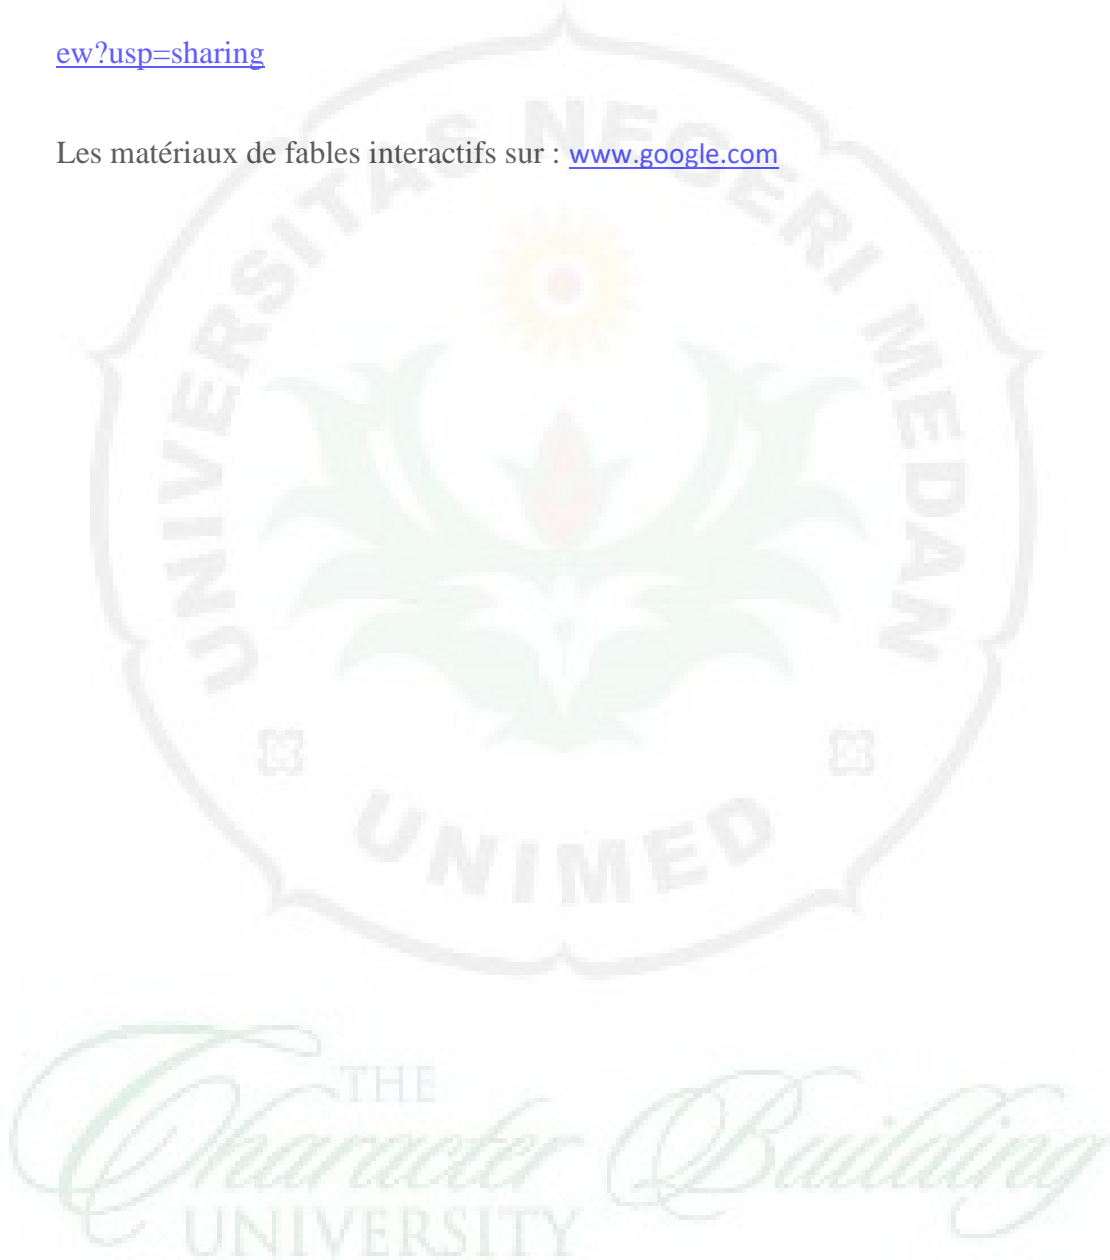 ew?usp=sharing
Les matériaux de fables interactifs sur : www.google.com
UNIVERSITAS NEGERI MEDAN
UNIMED
THE
Character Building
UNIVERSITY